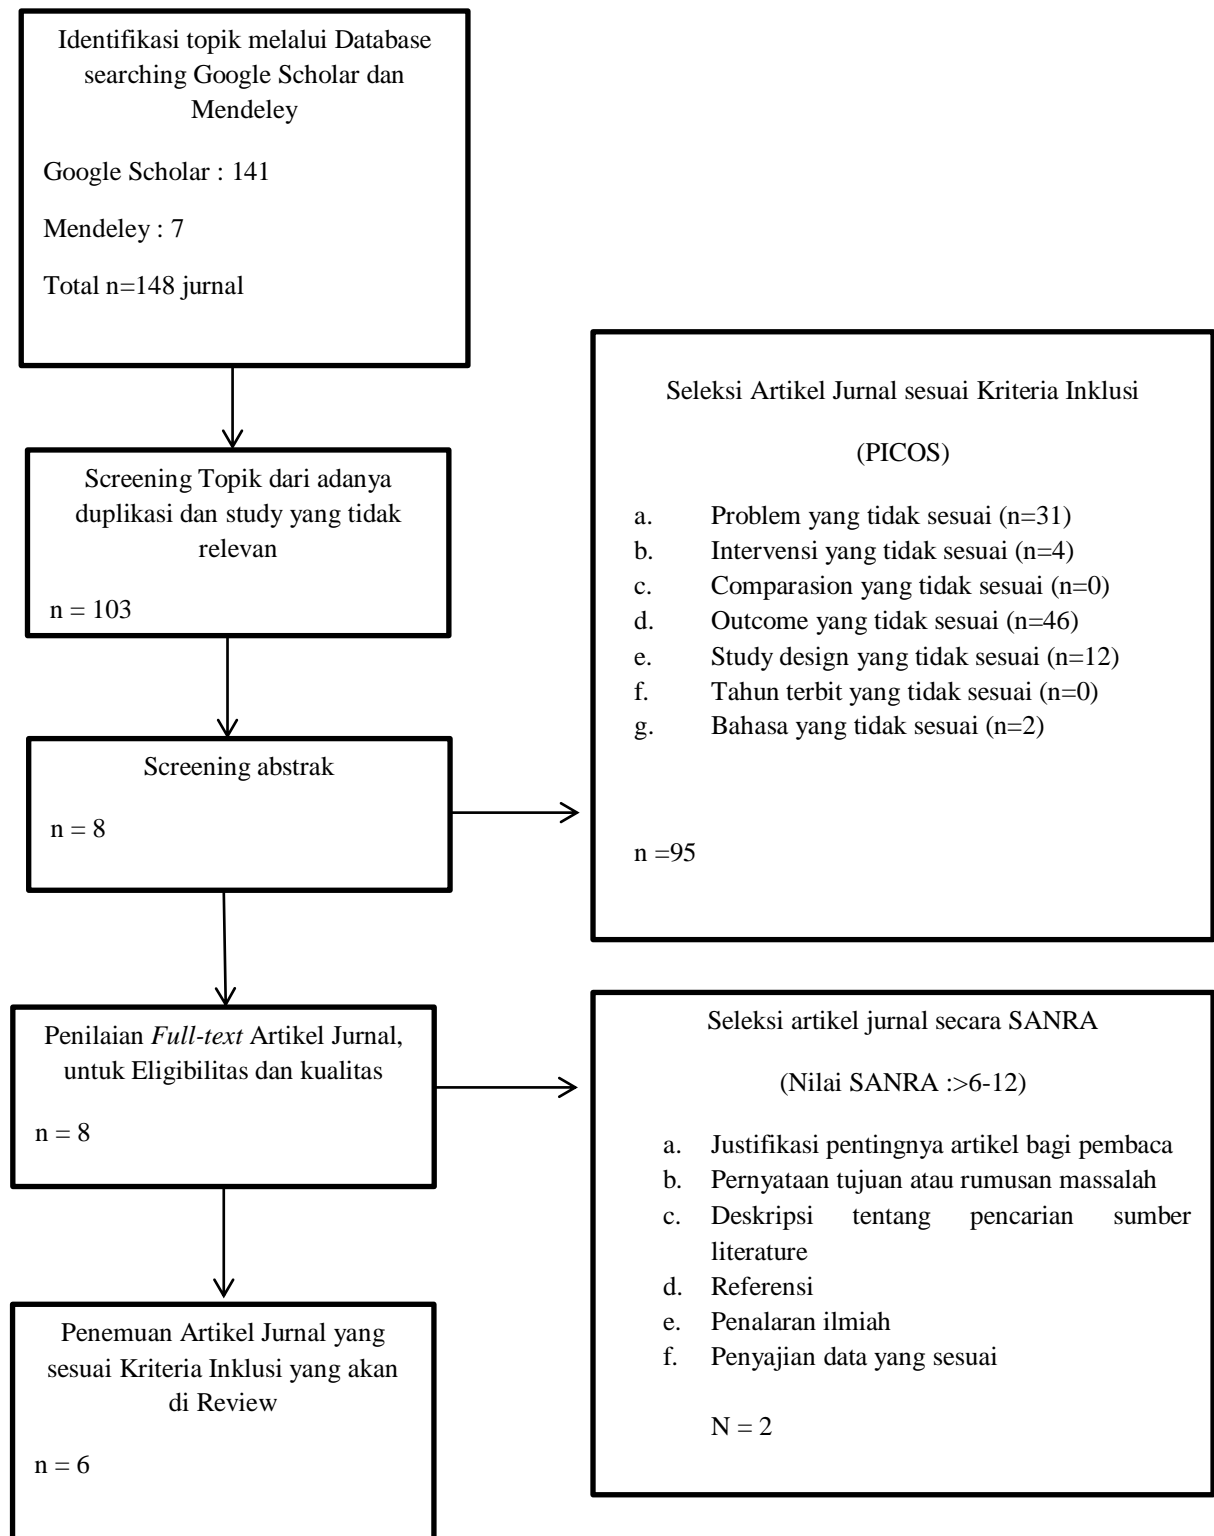 Identifikasi topik melalui Database
searching Google Scholar dan
Mendeley
Google Scholar : 141
Mendeley : 7
Total n=148 jurnal
Screening Topik dari adanya
duplikasi dan study yang tidak
relevan
n = 103
Seleksi Artikel Jurnal sesuai Kriteria Inklusi
(PICOS)
a. Problem yang tidak sesuai (n=31)
b. Intervensi yang tidak sesuai (n=4)
c. Comparasion yang tidak sesuai (n=0)
d. Outcome yang tidak sesuai (n=46)
e. Study design yang tidak sesuai (n=12)
f. Tahun terbit yang tidak sesuai (n=0)
g. Bahasa yang tidak sesuai (n=2)
n =95
Screening abstrak
n = 8
Penilaian Full-text Artikel Jurnal,
untuk Eligibilitas dan kualitas
n = 8
Seleksi artikel jurnal secara SANRA
(Nilai SANRA :>6-12)
a. Justifikasi pentingnya artikel bagi pembaca
b. Pernyataan tujuan atau rumusan massalah
c. Deskripsi tentang pencarian sumber
literature
d. Referensi
e. Penalaran ilmiah
f. Penyajian data yang sesuai
N = 2
Penemuan Artikel Jurnal yang
sesuai Kriteria Inklusi yang akan
di Review
n = 6